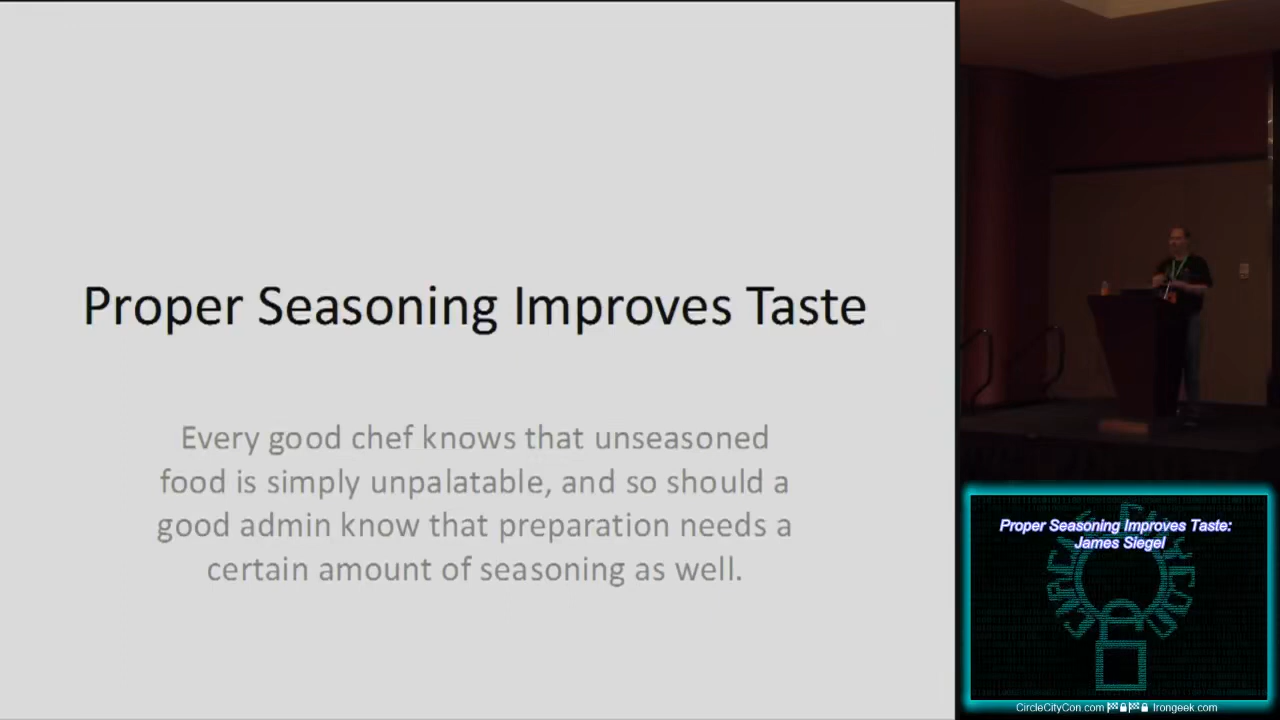 Proper Seasoning Improves Taste
Every good chef knows that unseasoned
food is simply unpalatable, and so should a
good admin know that preparation needs a
certain amount of seasoning as well.
Proper Seasoning Improves Taste:
James Siegel
CircleCityCon.com Irongeek.com